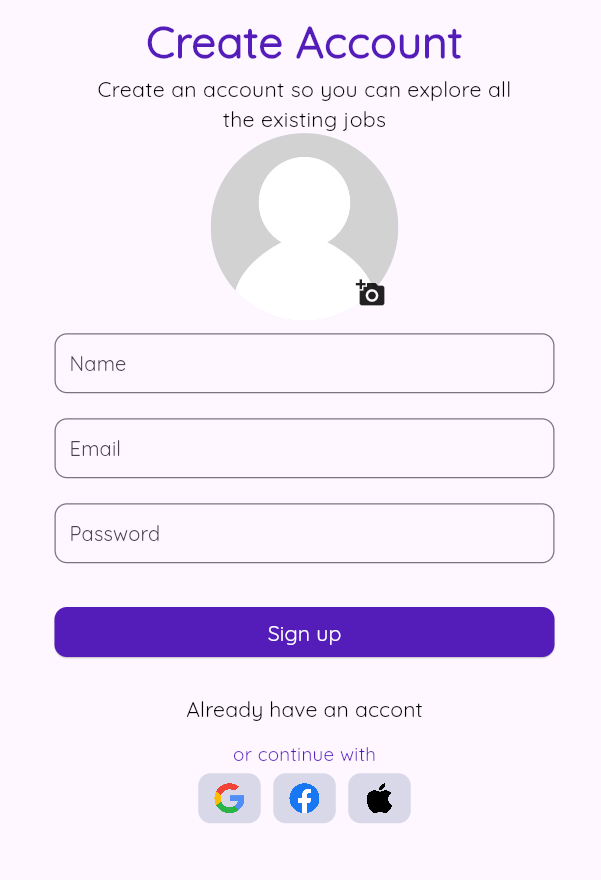 Create Account
Create an account so you can explore all
the existing jobs
Name
Email
Password
Sign up
Already have an accont
or continue with